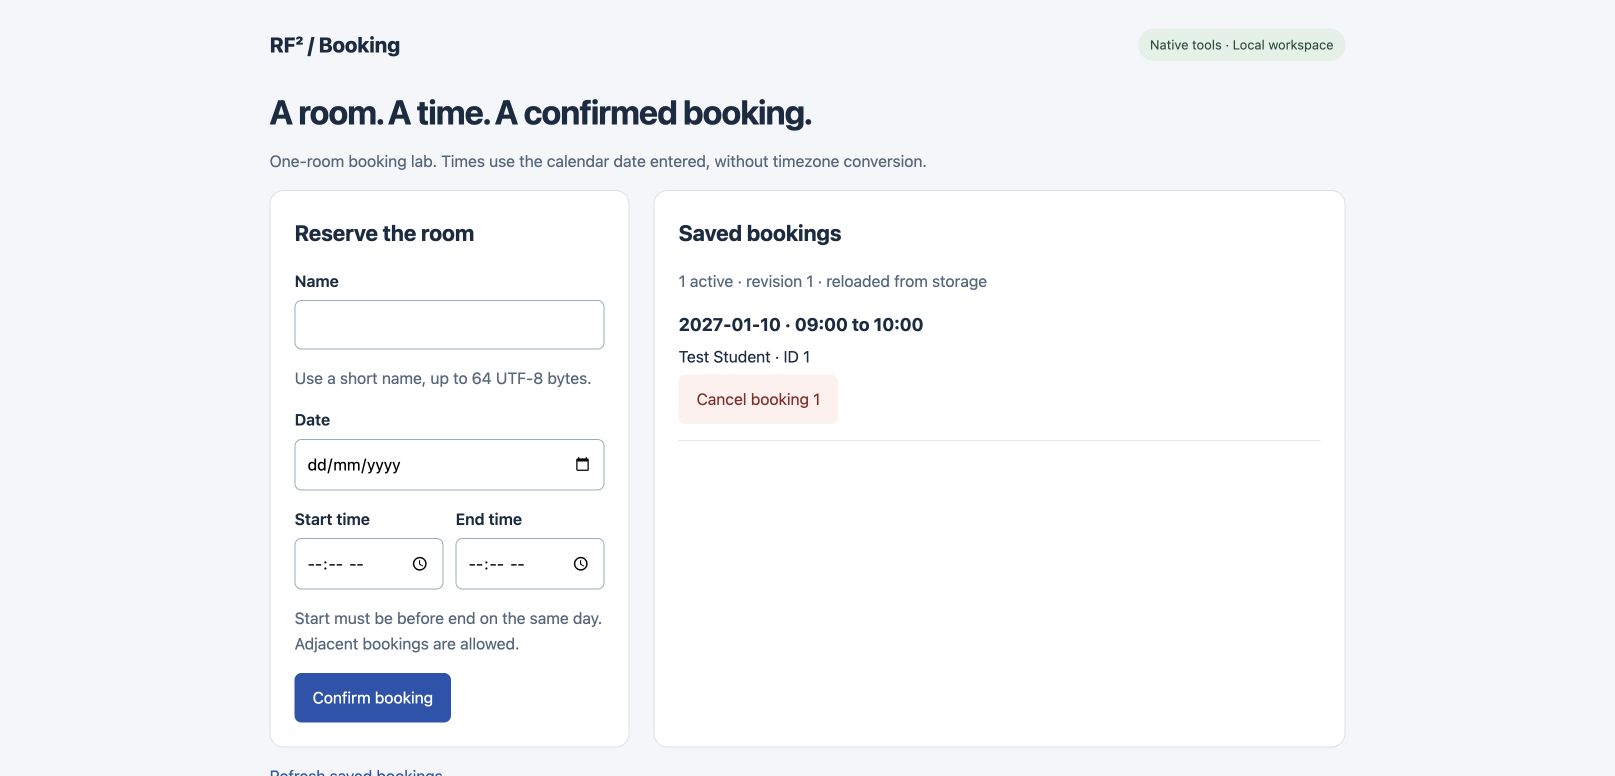 RF² / Booking
Native tools · Local workspace
A room. A time. A confirmed booking.
One-room booking lab. Times use the calendar date entered, without timezone conversion.
Reserve the room
Name
Use a short name, up to 64 UTF-8 bytes.
Date
dd/mm/yyyy
Start time
End time
--:-- --
--:-- --
Start must be before end on the same day.
Adjacent bookings are allowed.
Confirm booking
Saved bookings
1 active · revision 1 · reloaded from storage
2027-01-10 · 09:00 to 10:00
Test Student · ID 1
Cancel booking 1
Refresh saved bookings